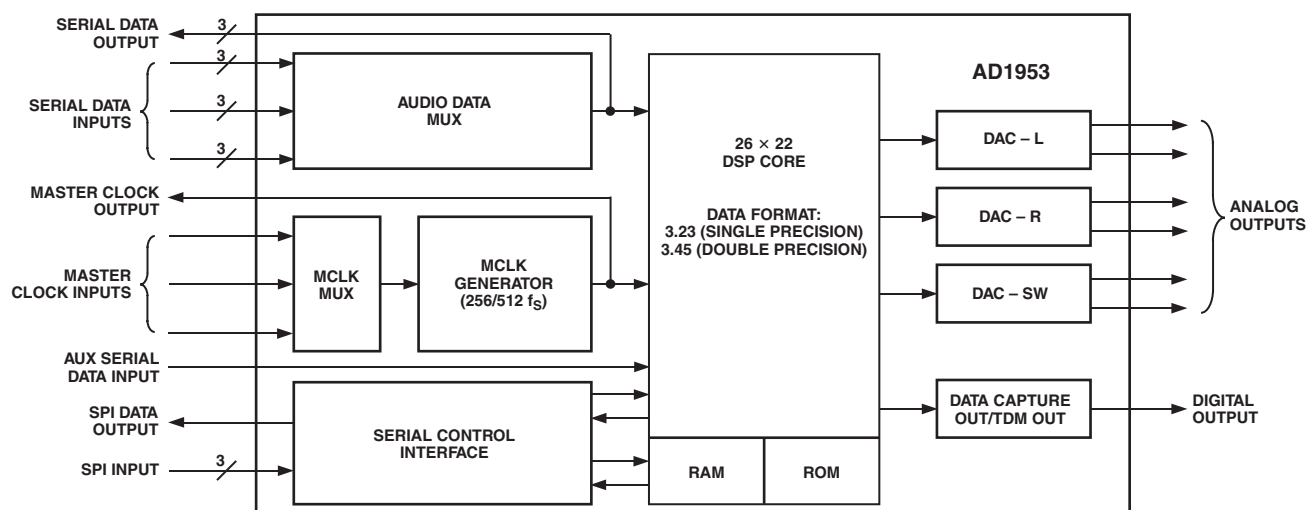 SERIAL DATA
OUTPUT
3
3
SERIAL DATA
INPUTS
3
3
AUDIO DATA
MUX
MASTER CLOCK
OUTPUT
MASTER
CLOCK INPUTS
MCLK
MUX
MCLK
GENERATOR
(256/512 fS)
AUX SERIAL
DATA INPUT
SPI DATA
OUTPUT
SPI INPUT
3
SERIAL CONTROL
INTERFACE
26 × 22
DSP CORE
DATA FORMAT:
3.23 (SINGLE PRECISION)
3.45 (DOUBLE PRECISION)
RAM
ROM
AD1953
DAC – L
DAC – R
DAC – SW
ANALOG
OUTPUTS
DATA CAPTURE
OUT/TDM OUT
DIGITAL
OUTPUT